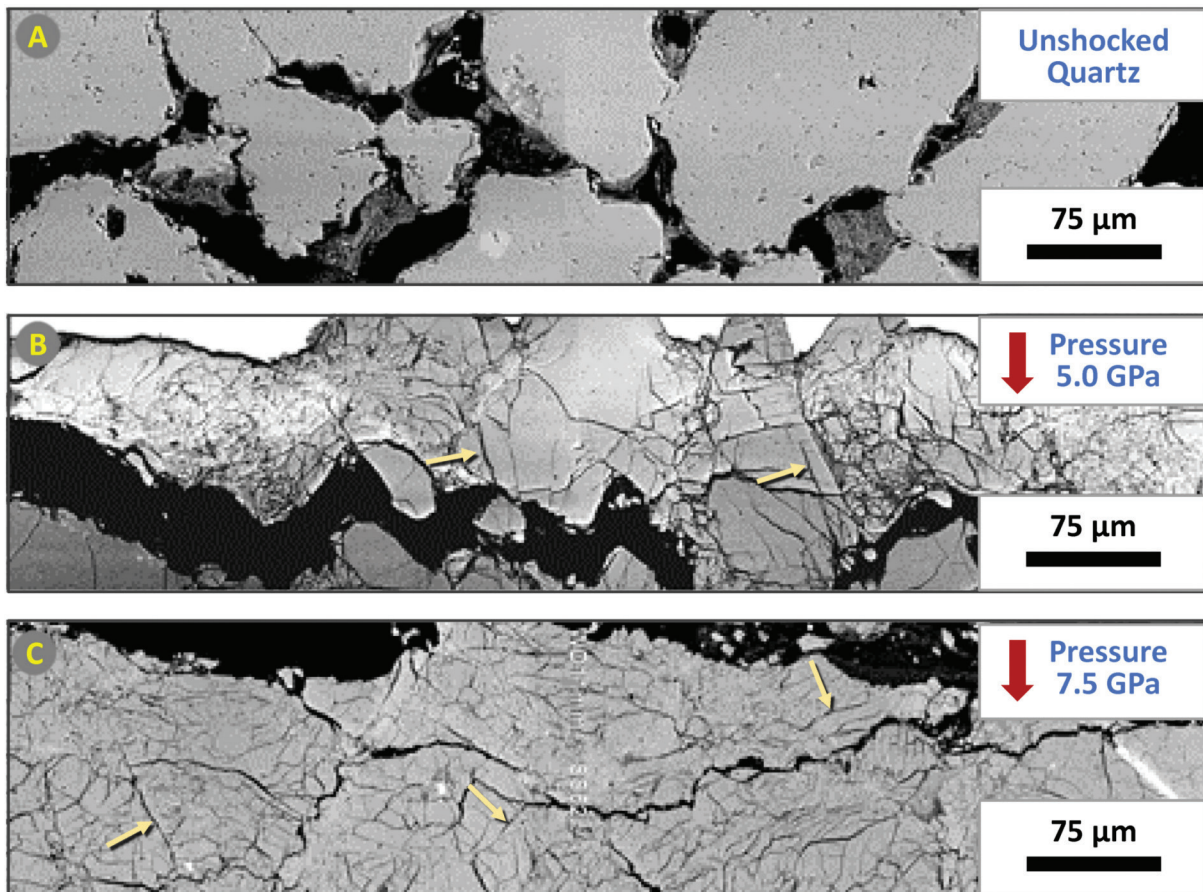 A
Unshocked
Quartz
75 μm
B
Pressure
5.0 GPa
75 μm
C
Pressure
7.5 GPa
75 μm